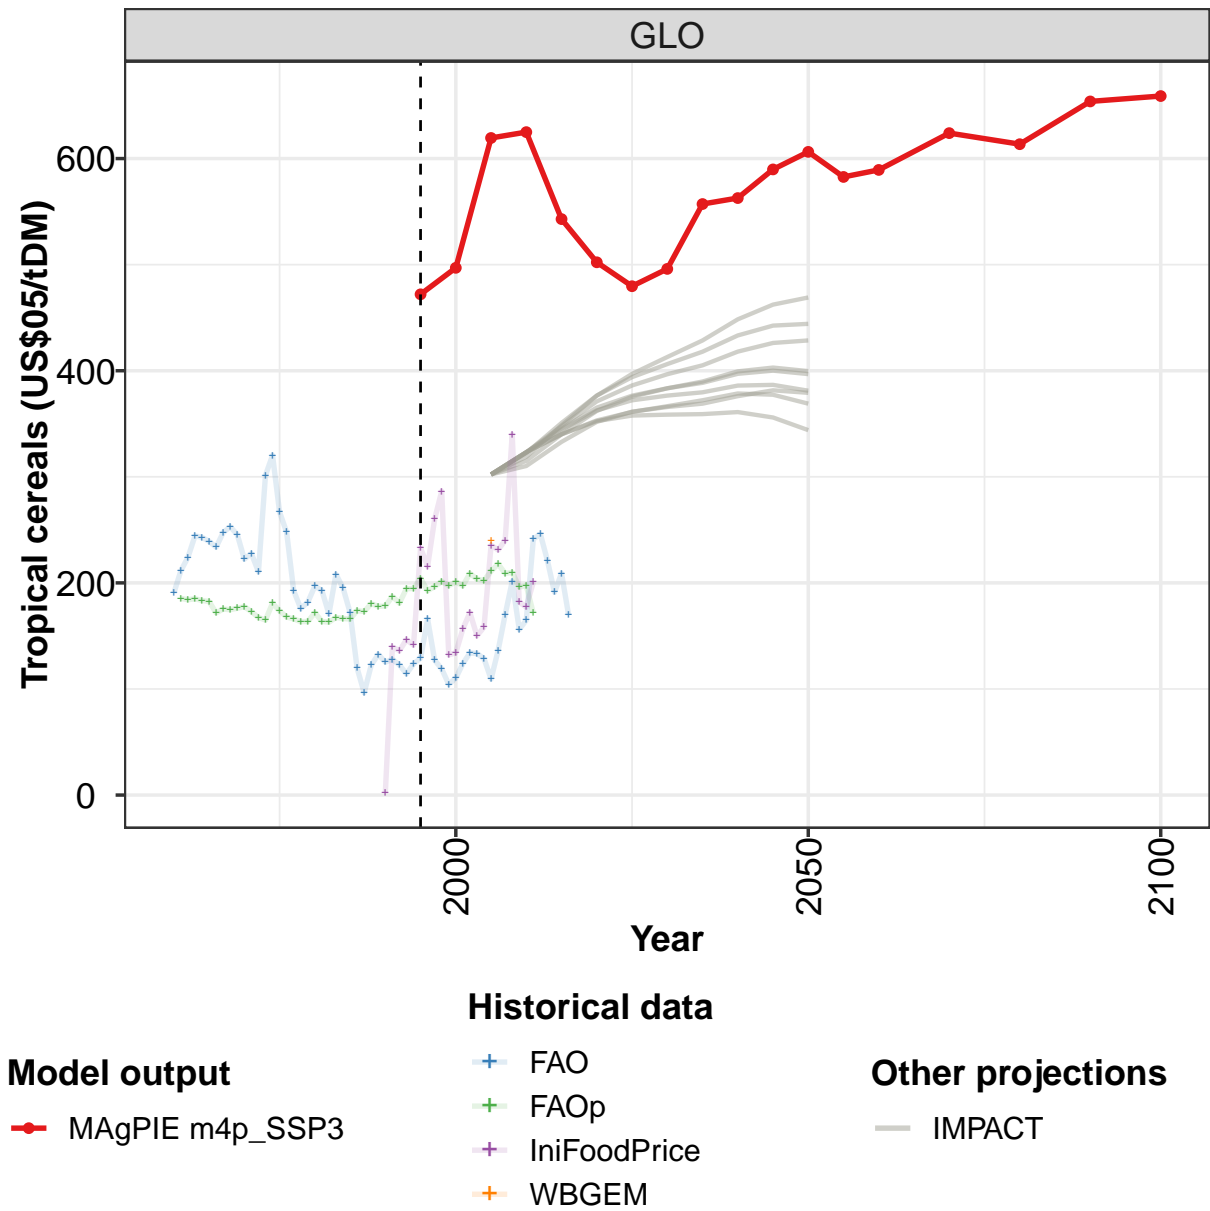 GLO
Tropical cereals (US$05/tDM)
600
400
200
0
2000
2050
2100
Year
Historical data
FAO
FAOp
IniFoodPrice
WBGEM
Model output
MAgPIE m4p_SSP3
Other projections
IMPACT